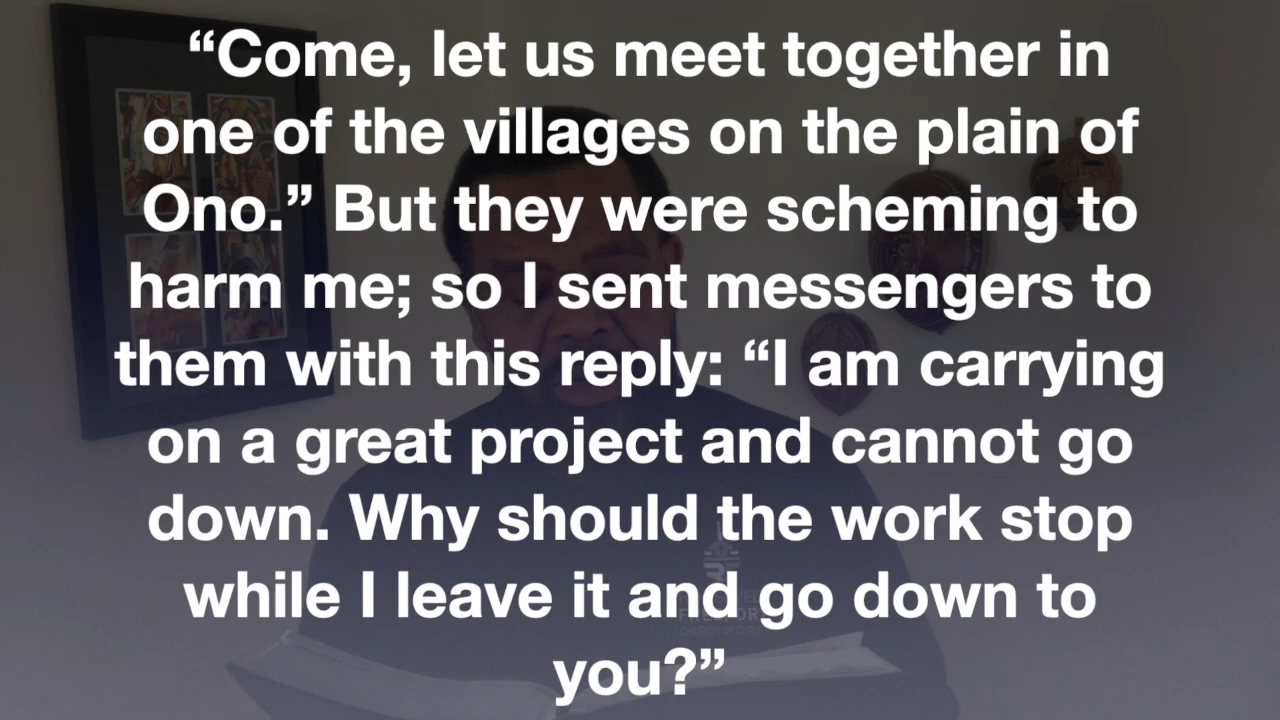 “Come, let us meet together in
one of the villages on the plain of
Ono.” But they were scheming to
harm me; so I sent messengers to
them with this reply: “I am carrying
on a great project and cannot go
down. Why should the work stop
while I leave it and go down to
you?”